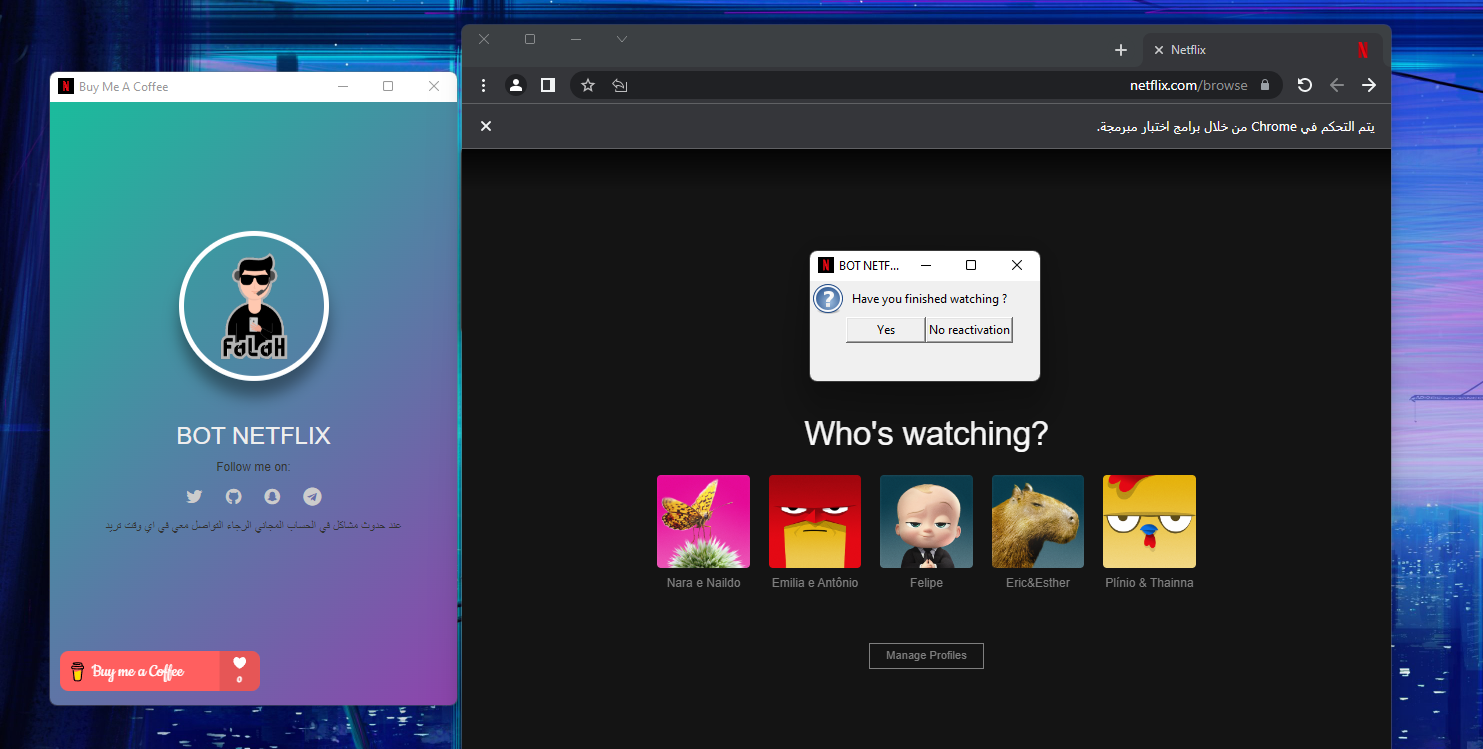 Buy Me A Coffee
FaLaH
BOT NETFLIX
Follow me on:
عند حدوث مشاكل في الحساب المجاني الرجاء التواصل معي في اي وقت تريد
Buy me a Coffee
0
Netflix
netflix.com/browse
يتم التحكم في Chrome من خلال برامج اختبار مبرمجة.
BOT NETF...
Have you finished watching ?
Yes
No reactivation
Who's watching?
Nara e Naildo
Emilia e Antônio
Felipe
Eric&Esther
Plínio & Thainna
Manage Profiles